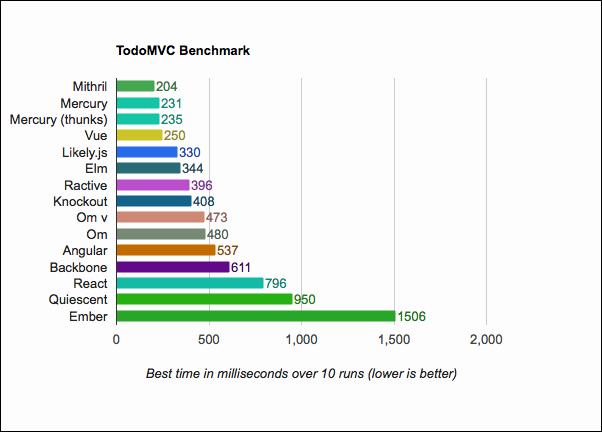 TodoMVC Benchmark
Mithril 204
Mercury 231
Mercury (thunks) 235
Vue 250
Likely.js 330
Elm 344
Ractive 396
Knockout 408
Om v 473
Om 480
Angular 537
Backbone 611
React 796
Quiescent 950
Ember 1506
0 500 1,000 1,500 2,000
Best time in milliseconds over 10 runs (lower is better)